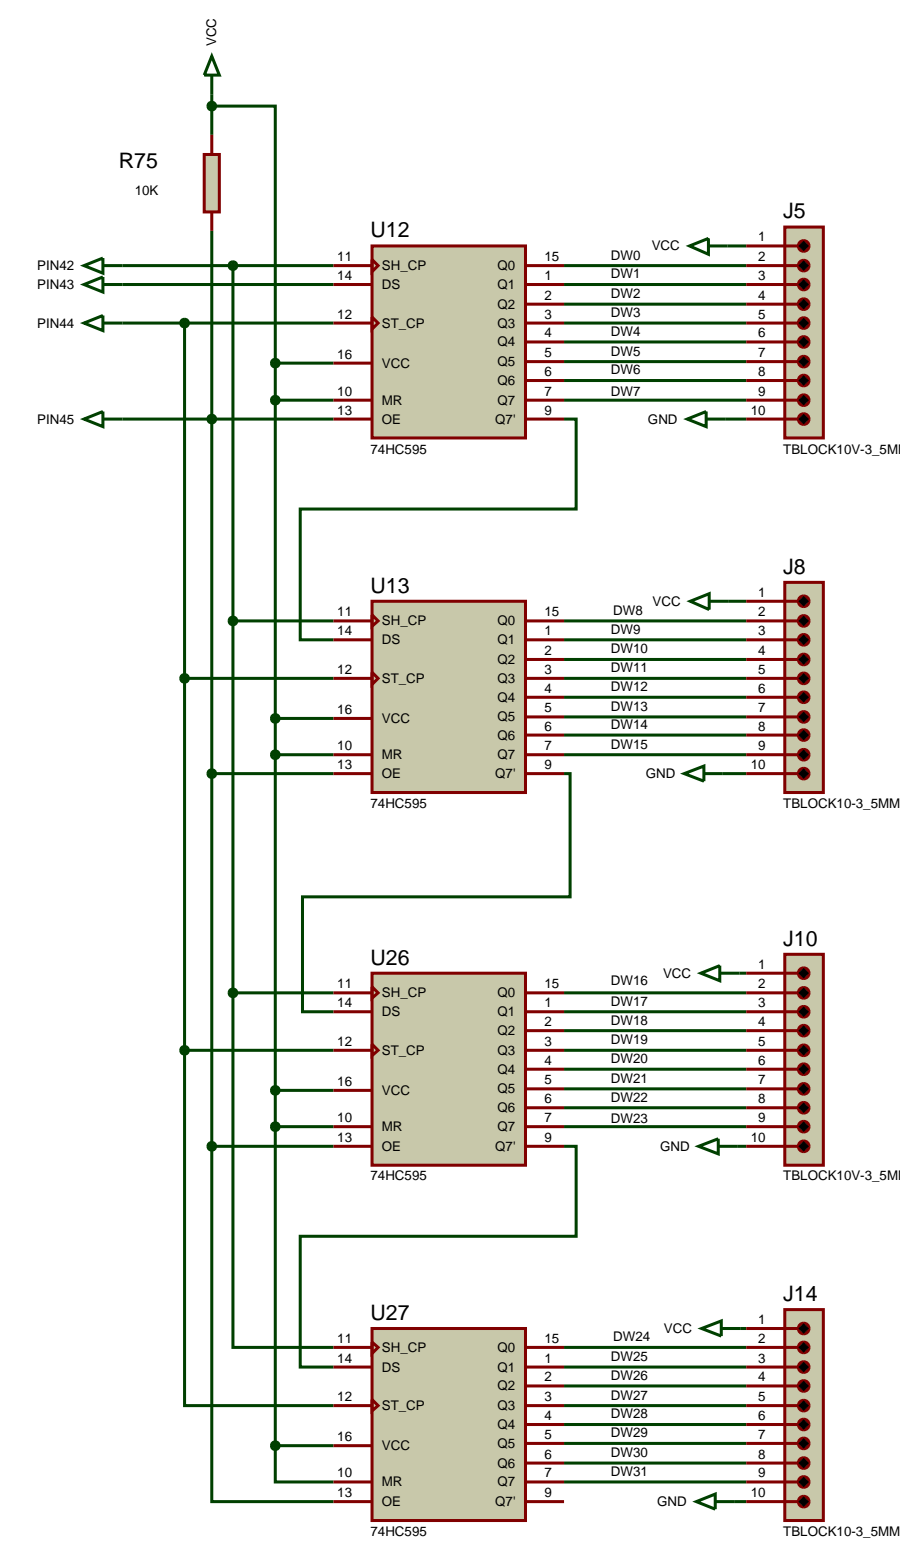 VCC
R75
10K
U12
J5
PIN42
PIN43
PIN44
PIN45
11 SH_CP Q0 15 DW0 VCC 1
14 DS Q1 1 DW1 2
Q2 2 DW2 3
12 ST_CP Q3 3 DW3 4
Q4 4 DW4 5
16 VCC Q5 5 DW5 6
Q6 6 DW6 7
10 MR Q7 7 DW7 8
13 OE Q7' 9 9
GND 10
74HC595
TBLOCK10V-3_5M
U13
J8
11 SH_CP Q0 15 DW8 VCC 1
14 DS Q1 1 DW9 2
Q2 2 DW10 3
12 ST_CP Q3 3 DW11 4
Q4 4 DW12 5
16 VCC Q5 5 DW13 6
Q6 6 DW14 7
10 MR Q7 7 DW15 8
13 OE Q7' 9 9
GND 10
74HC595
TBLOCK10-3_5MM
U26
J10
11 SH_CP Q0 15 DW16 VCC 1
14 DS Q1 1 DW17 2
Q2 2 DW18 3
12 ST_CP Q3 3 DW19 4
Q4 4 DW20 5
16 VCC Q5 5 DW21 6
Q6 6 DW22 7
10 MR Q7 7 DW23 8
13 OE Q7' 9 9
GND 10
74HC595
TBLOCK10V-3_5M
U27
J14
11 SH_CP Q0 15 DW24 VCC 1
14 DS Q1 1 DW25 2
Q2 2 DW26 3
12 ST_CP Q3 3 DW27 4
Q4 4 DW28 5
16 VCC Q5 5 DW29 6
Q6 6 DW30 7
10 MR Q7 7 DW31 8
13 OE Q7' 9 9
GND 10
74HC595
TBLOCK10-3_5MM